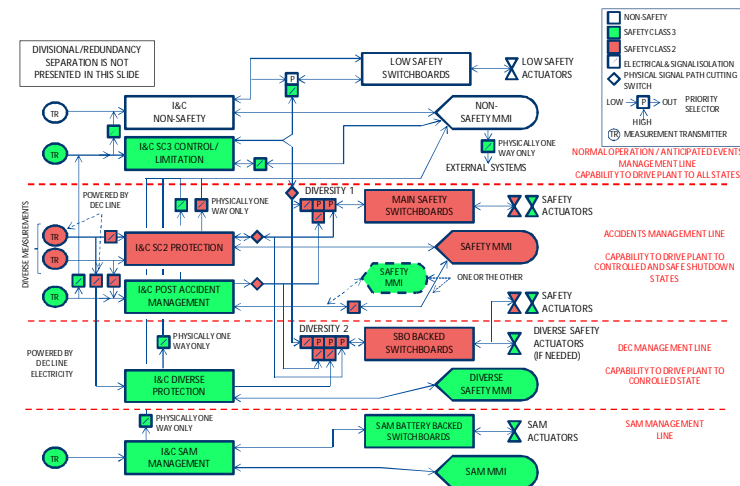 DIVISIONAL/REDUNDANCY
SEPARATION IS NOT
PRESENTED IN THIS SLIDE
LOW SAFETY
SWITCHBOARDS
LOW SAFETY
ACTUATORS
NON-SAFETY
SAFETY CLASS 3
SAFETY CLASS 2
ELECTRICAL & SIGNAL ISOLATION
PHYSICAL SIGNAL PATH CUTTING
SWITCH
LOW
P
OUT
HIGH
PRIORITY
SELECTOR
TR
MEASUREMENT TRANSMITTER
P
TR
I&C
NON-SAFETY
NON-
SAFETY MMI
TR
I&C SC3 CONTROL/
LIMITATION
PHYSICALLY ONE
WAY ONLY
EXTERNAL SYSTEMS
NORMAL OPERATION / ANTICIPATED EVENTS
MANAGEMENT LINE
CAPABILITY TO DRIVE PLANT TO ALL STATES
POWERED BY
DEC LINE
PHYSICALLY ONE
WAY ONLY
DIVERSITY 1
P
P
P
MAIN SAFETY
SWITCHBOARDS
SAFETY
ACTUATORS
DIVERSE MEASUREMENTS
TR
TR
TR
I&C SC2 PROTECTION
SAFETY MMI
ACCIDENTS MANAGEMENT LINE
CAPABILITY TO DRIVE PLANT TO
CONTROLLED AND SAFE SHUTDOWN
STATES
SAFETY
MMI
ONE OR THE OTHER
I&C POST ACCIDENT
MANAGEMENT
SAFETY
ACTUATORS
POWERED BY
DEC LINE
ELECTRICITY
PHYSICALLY ONE
WAY ONLY
DIVERSITY 2
P
P
P
SBO BACKED
SWITCHBOARDS
DIVERSE SAFETY
ACTUATORS
(IF NEEDED)
DEC MANAGEMENT LINE
CAPABILITY TO DRIVE PLANT TO
CONROLLED STATE
I&C DIVERSE
PROTECTION
DIVERSE
SAFETY MMI
PHYSICALLY ONE
WAY ONLY
SAM BATTERY BACKED
SWITCHBOARDS
SAM
ACTUATORS
SAM MANAGEMENT
LINE
TR
I&C SAM
MANAGEMENT
SAM MMI